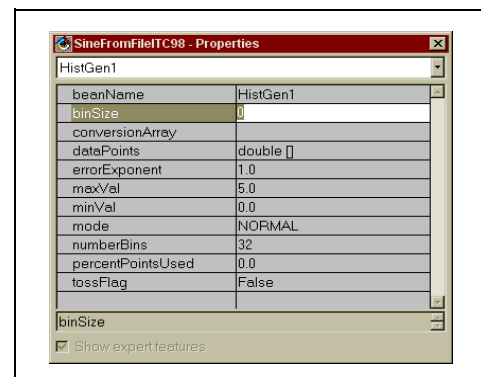 SineFromFileITC98 - Properties
HistGen1
beanName HistGen1
binSize 0
conversionArray
dataPoints double []
errorExponent 1.0
maxVal 5.0
minVal 0.0
mode NORMAL
numberBins 32
percentPointsUsed 0.0
tossFlag False
binSize
Show expert features